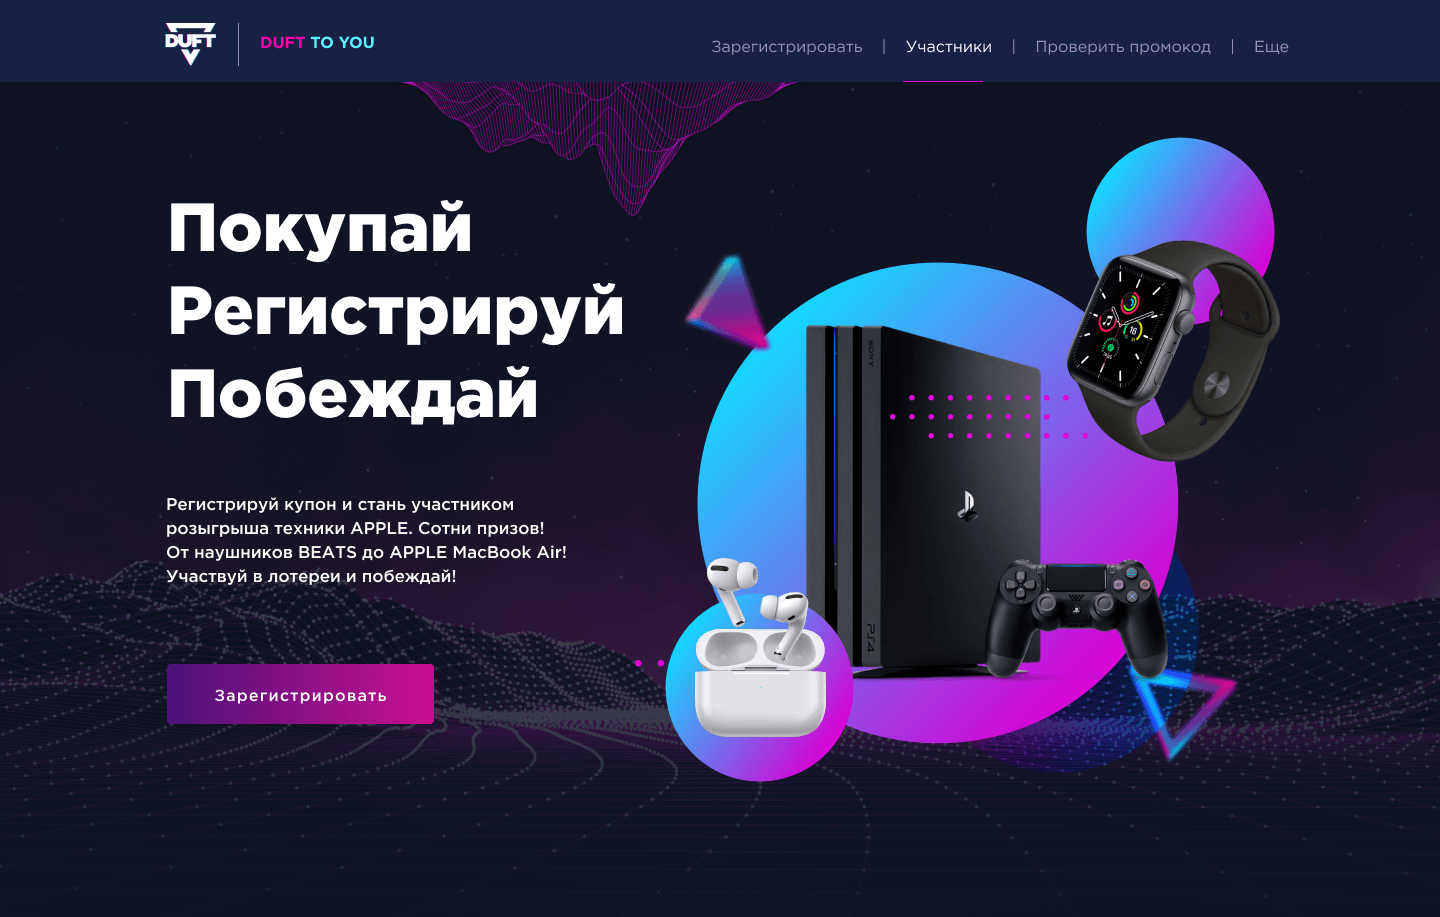 DUFT
DUFT TO YOU
Зарегистрировать
Участники
Проверить промокод
Еще
Покупай
Регистрируй
Побеждай
Регистрируй купон и стань участником
розыгрыша техники APPLE. Сотни призов!
От наушников BEATS до APPLE MacBook Air!
Участвуй в лотереи и побеждай!
Зарегистрировать
SONY
PS4
16